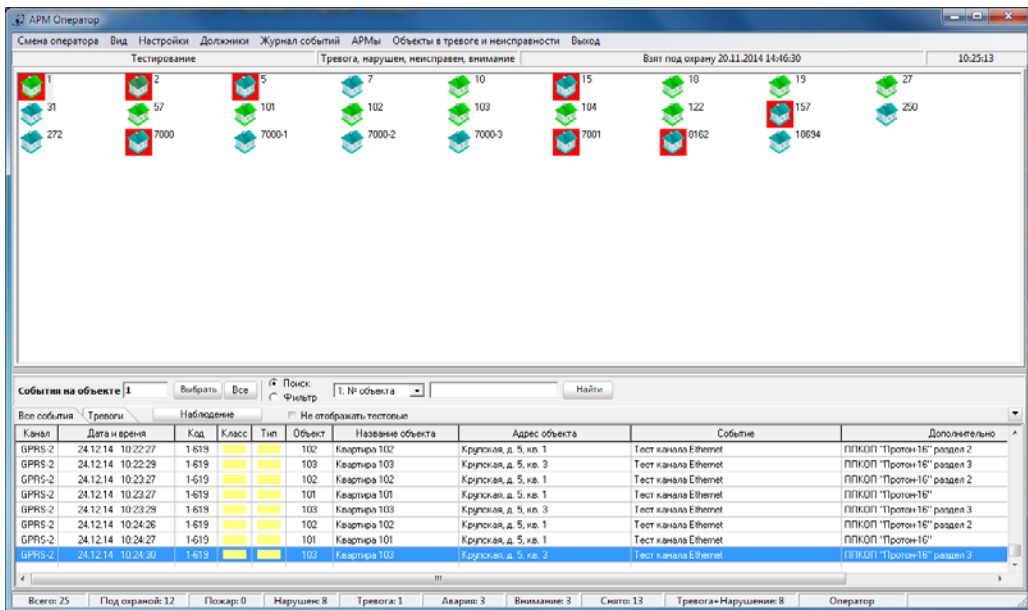 АРМ Оператор
Смена оператора Вид Настройки Должники Журнал событий АРМы Объекты в тревоге и неисправности Выход
Тестирование Тревога, нарушен, неисправен, внимание Взят под охрану 20.11.2014 14:46:30 10:25:13
1 2 5 7 10 15 18 19 27
31 57 101 102 103 104 122 157 250
272 7000 7000-1 7000-2 7000-3 7001 8162 10694
События на объекте 1 Выбрать Все Поиск Фильтр 1: № объекта Найти
Все события Тревоги Наблюдение Не отображать тестовые
Канал Дата и время Код Класс Тип Объект Название объекта Адрес объекта Событие Дополнительно
GPRS-2 24.12.14 10:22:27 1-619 102 Квартира 102 Крупская, д. 5, кв. 1 Тест канала Ethernet ППКОП "Протон-16" раздел 2
GPRS-2 24.12.14 10:22:29 1-619 103 Квартира 103 Крупская, д. 5, кв. 3 Тест канала Ethernet ППКОП "Протон-16" раздел 3
GPRS-2 24.12.14 10:23:27 1-619 102 Квартира 102 Крупская, д. 5, кв. 1 Тест канала Ethernet ППКОП "Протон-16" раздел 2
GPRS-2 24.12.14 10:23:27 1-619 101 Квартира 101 Крупская, д. 5, кв. 1 Тест канала Ethernet ППКОП "Протон-16"
GPRS-2 24.12.14 10:23:29 1-619 103 Квартира 103 Крупская, д. 5, кв. 3 Тест канала Ethernet ППКОП "Протон-16" раздел 3
GPRS-2 24.12.14 10:24:26 1-619 102 Квартира 102 Крупская, д. 5, кв. 1 Тест канала Ethernet ППКОП "Протон-16" раздел 2
GPRS-2 24.12.14 10:24:27 1-619 101 Квартира 101 Крупская, д. 5, кв. 1 Тест канала Ethernet ППКОП "Протон-16"
GPRS-2 24.12.14 10:24:30 1-619 103 Квартира 103 Крупская, д. 5, кв. 3 Тест канала Ethernet ППКОП "Протон-16" раздел 3
Всего: 25 Под охраной: 12 Пожар: 0 Нарушен: 8 Тревога: 1 Авария: 3 Внимание: 3 Снято: 13 Тревога+Нарушение: 8 Оператор